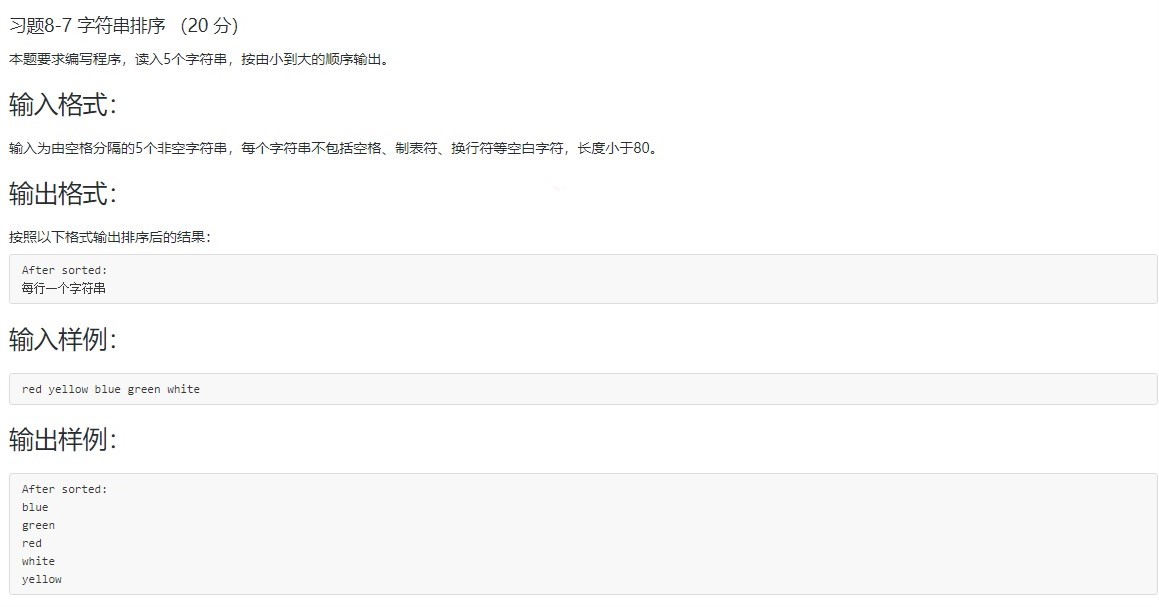 习题8-7 字符串排序 （20 分）
本题要求编写程序，读入5个字符串，按由小到大的顺序输出。
输入格式：
输入为由空格分隔的5个非空字符串，每个字符串不包括空格、制表符、换行符等空白字符，长度小于80。
输出格式：
按照以下格式输出排序后的结果：
After sorted:
每行一个字符串
输入样例：
red yellow blue green white
输出样例：
After sorted:
blue
green
red
white
yellow